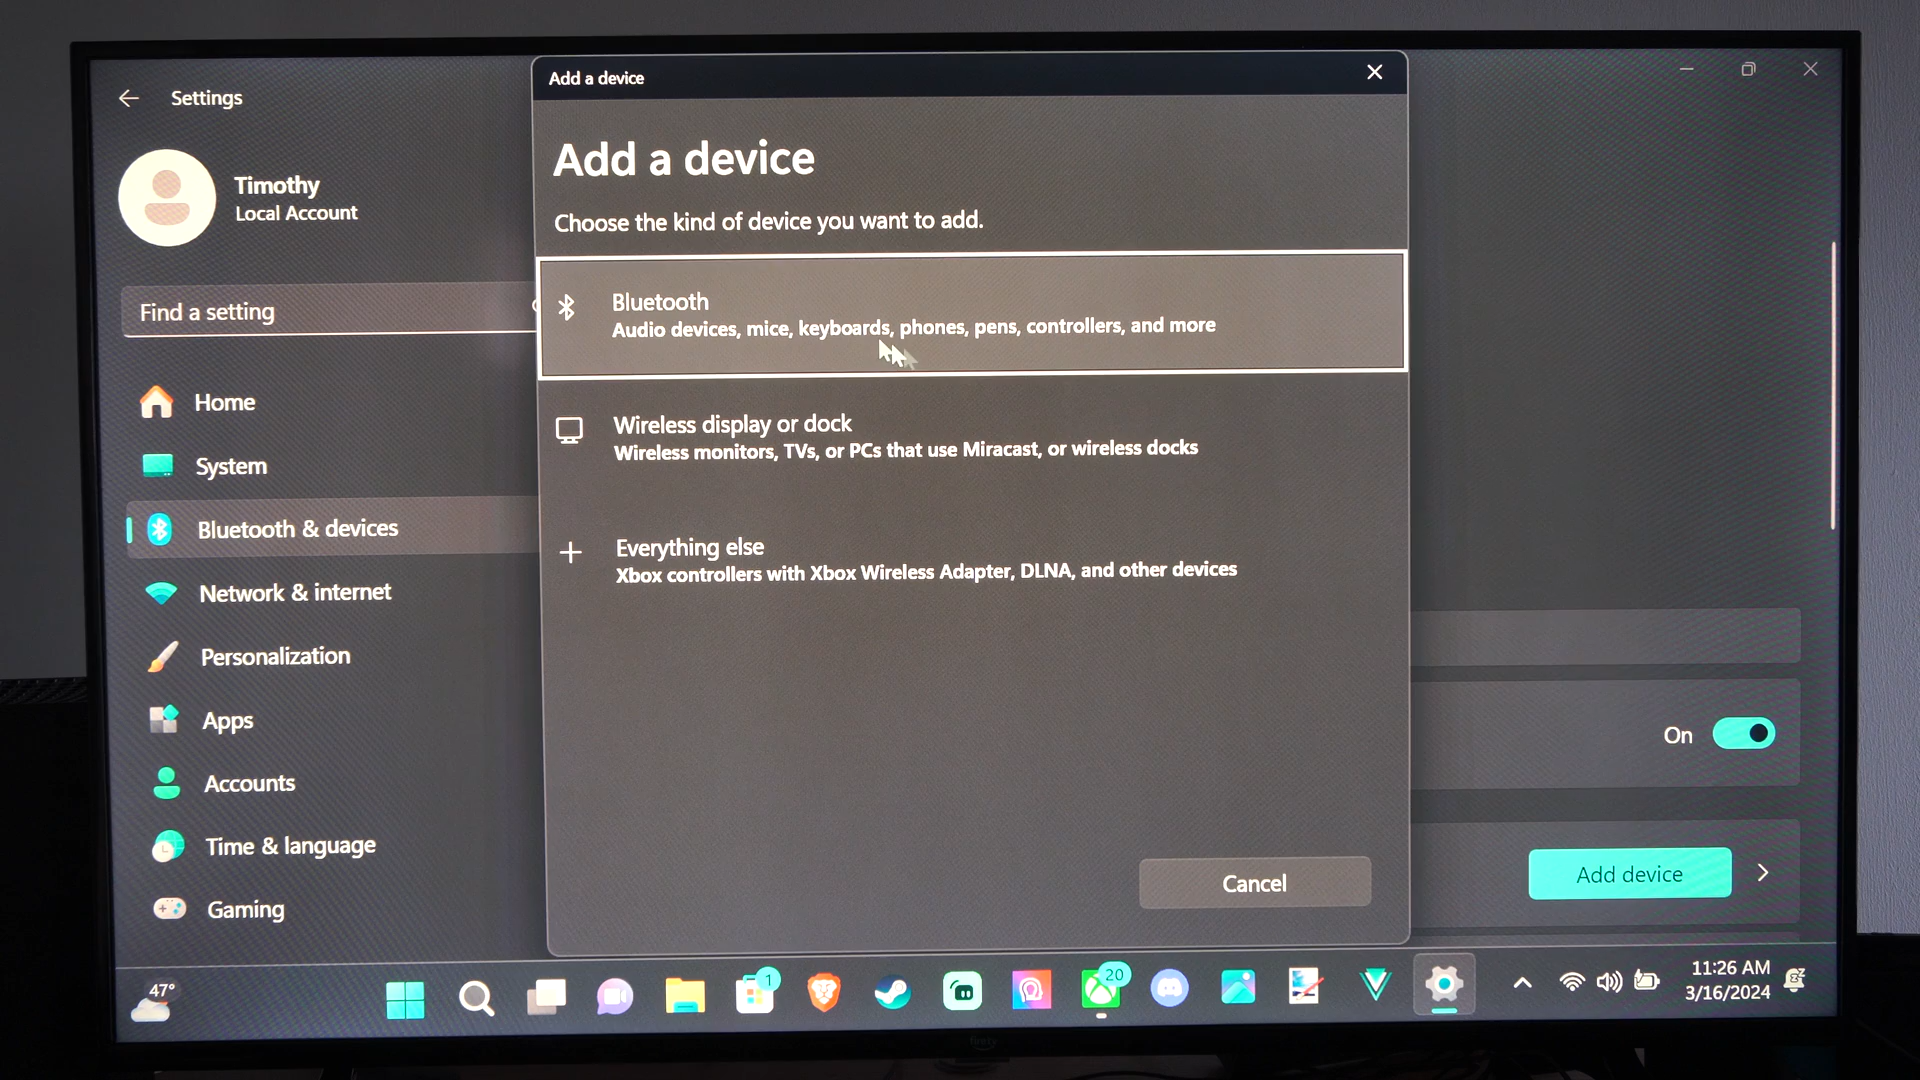 Settings
Timothy
Local Account
Find a setting
Home
System
Bluetooth & devices
Network & internet
Personalization
Apps
Accounts
Time & language
Gaming
Add a device
Add a device
Choose the kind of device you want to add.
Bluetooth
Audio devices, mice, keyboards, phones, pens, controllers, and more
Wireless display or dock
Wireless monitors, TVs, or PCs that use Miracast, or wireless docks
Everything else
Xbox controllers with Xbox Wireless Adapter, DLNA, and other devices
Cancel
On
Add device
47°
1
20
11:26 AM
3/16/2024
firetv